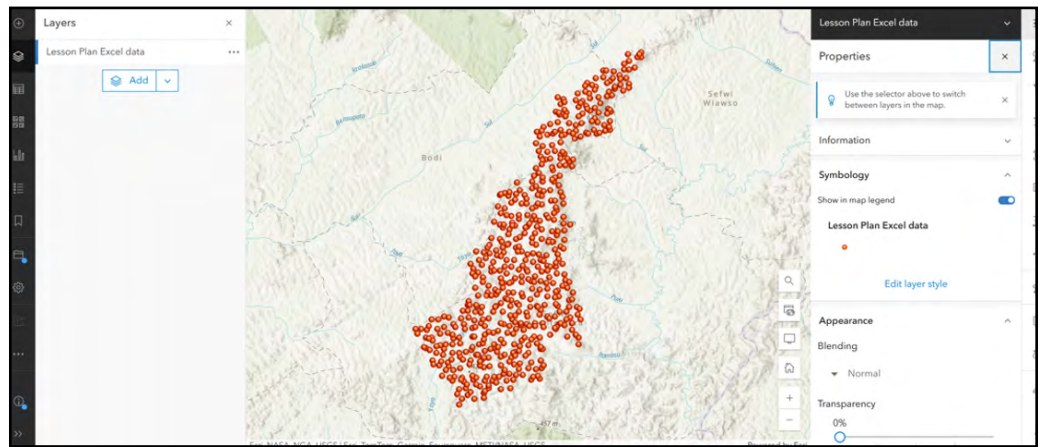 Layers
Lesson Plan Excel data
Add
Sefwi
Wiawso
Bodi
Lesson Plan Excel data
Properties
Use the selector above to switch
between layers in the map.
Information
Symbology
Show in map legend
Lesson Plan Excel data
Edit layer style
Appearance
Blending
Normal
Transparency
0%